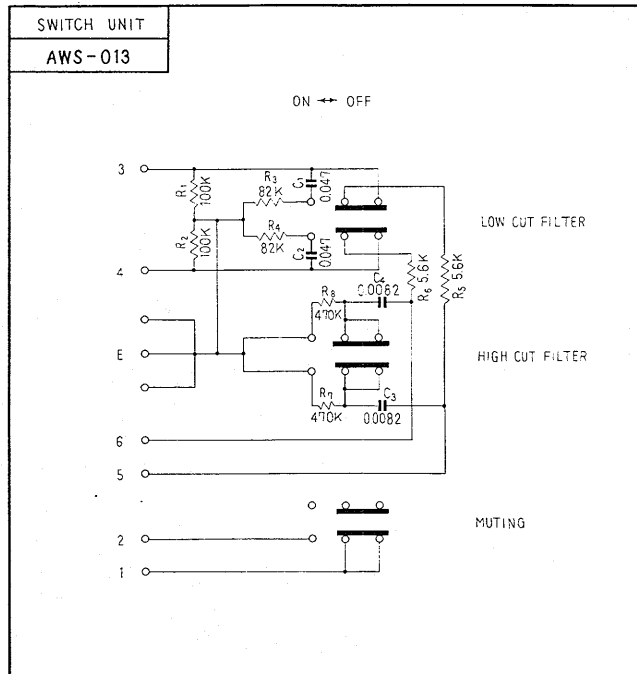 SWITCH UNIT
AWS-013
ON ↔ OFF
3
R1
100K
R3
82K
C1
0.047
R2
100K
R4
82K
C2
0.047
LOW CUT FILTER
4
R6 5.6K
R5 5.6K
R8
470K
C4
0.0082
E
HIGH CUT FILTER
R7
470K
C3
0.0082
6
5
2
MUTING
1